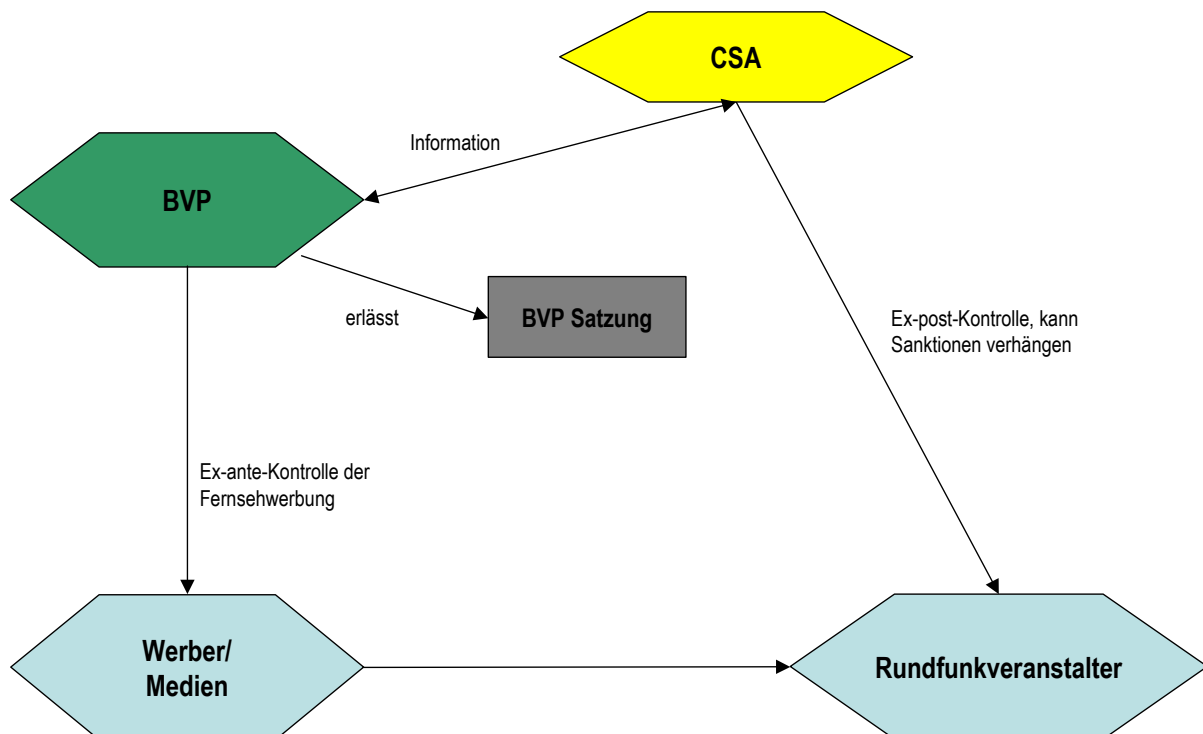 CSA
Information
BVP
erlässt
BVP Satzung
Ex-post-Kontrolle, kann
Sanktionen verhängen
Ex-ante-Kontrolle der
Fernsehwerbung
Werber/
Medien
Rundfunkveranstalter